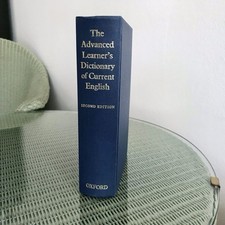 The
Advanced
Learner's
Dictionary
of Current
English
SECOND EDITION
OXFORD